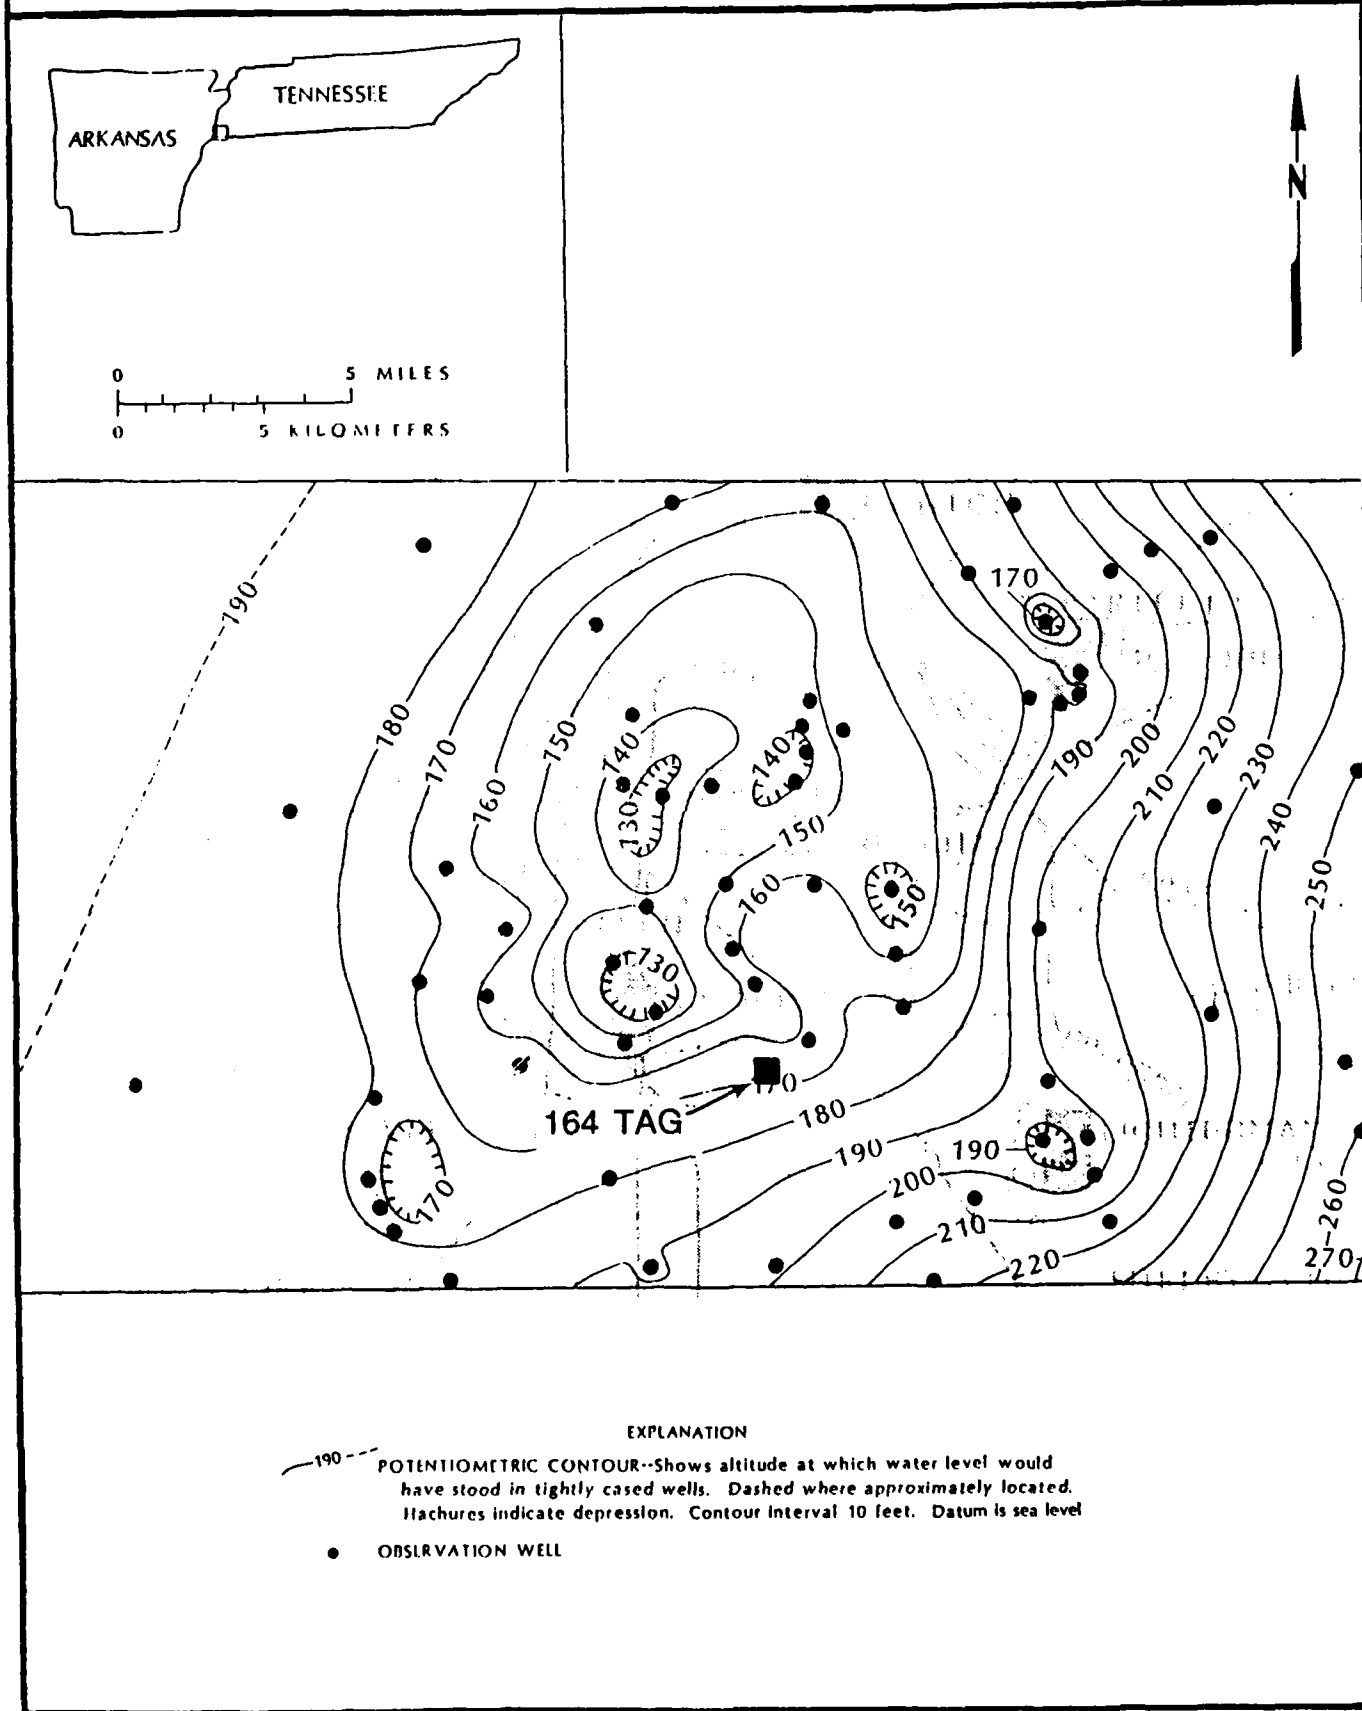 TENNESSEE
ARKANSAS
N
0 5 MILES
0 5 KILOMETERS
190
180
170
160
150
140
130
140
150
160
130
150
170
170
164 TAG
170
180
190
200
210
220
190
190
200
210
220
230
240
250
260
270
EXPLANATION
190 POTENTIOMETRIC CONTOUR--Shows altitude at which water level would
have stood in tightly cased wells. Dashed where approximately located.
Hachures indicate depression. Contour interval 10 feet. Datum is sea level
OBSERVATION WELL